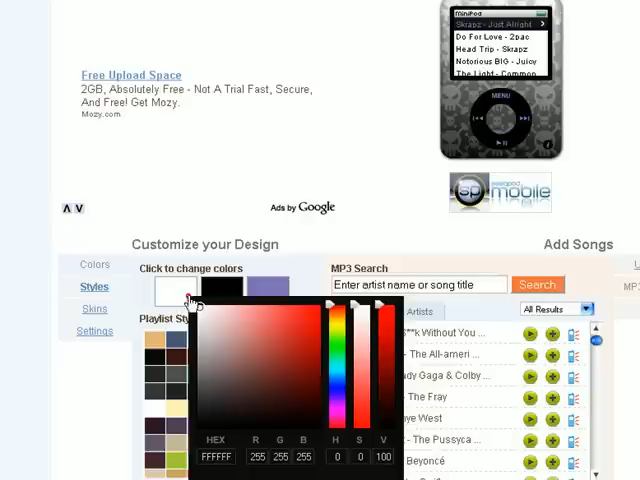 MiniPod
Skrapz - Just Alright
Do For Love - 2pac
Head Trip - Skrapz
Notorious BIG - Juicy
The Light - Common
MENU
Free Upload Space
2GB, Absolutely Free - Not A Trial Fast, Secure,
And Free! Get Mozy.
Mozy.com
sp mobile
Ads by Google
Customize your Design
Add Songs
Colors
Click to change colors
MP3 Search
Styles
Enter artist name or song title
Search
MP3
Skins
Artists
All Results
Playlist Sty
Settings
k Without You ...
- The All-ameri ...
dy Gaga & Colby ...
- The Fray
ye West
- The Pussyca ...
Beyoncé
HEX
R
G
B
H
S
V
FFFFFF
255
255
255
0
0
100